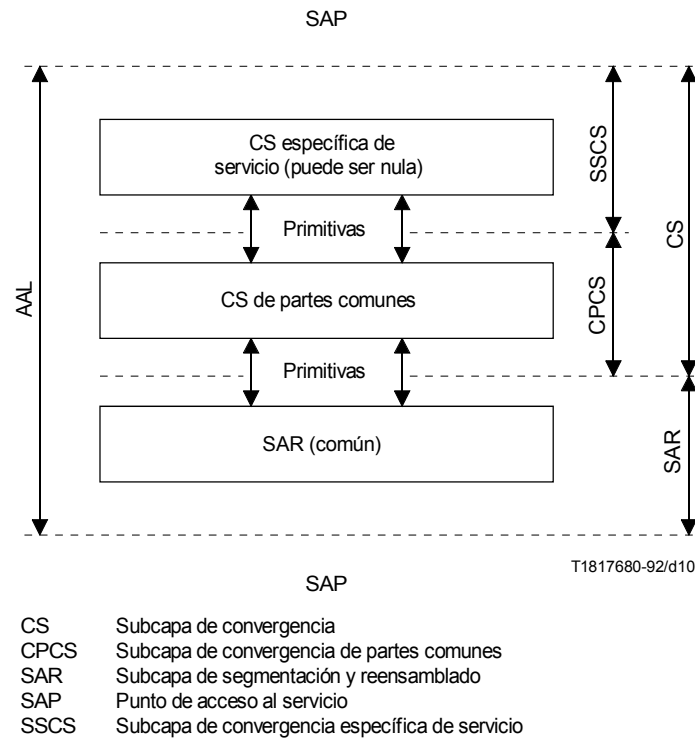 SAP
CS específica de
servicio (puede ser nula)
Primitivas
CS de partes comunes
Primitivas
SAR (común)
AAL
SSCS
CPCS
CS
SAR
T1817680-92/d10
SAP
CS Subcapa de convergencia
CPCS Subcapa de convergencia de partes comunes
SAR Subcapa de segmentación y reensamblado
SAP Punto de acceso al servicio
SSCS Subcapa de convergencia específica de servicio